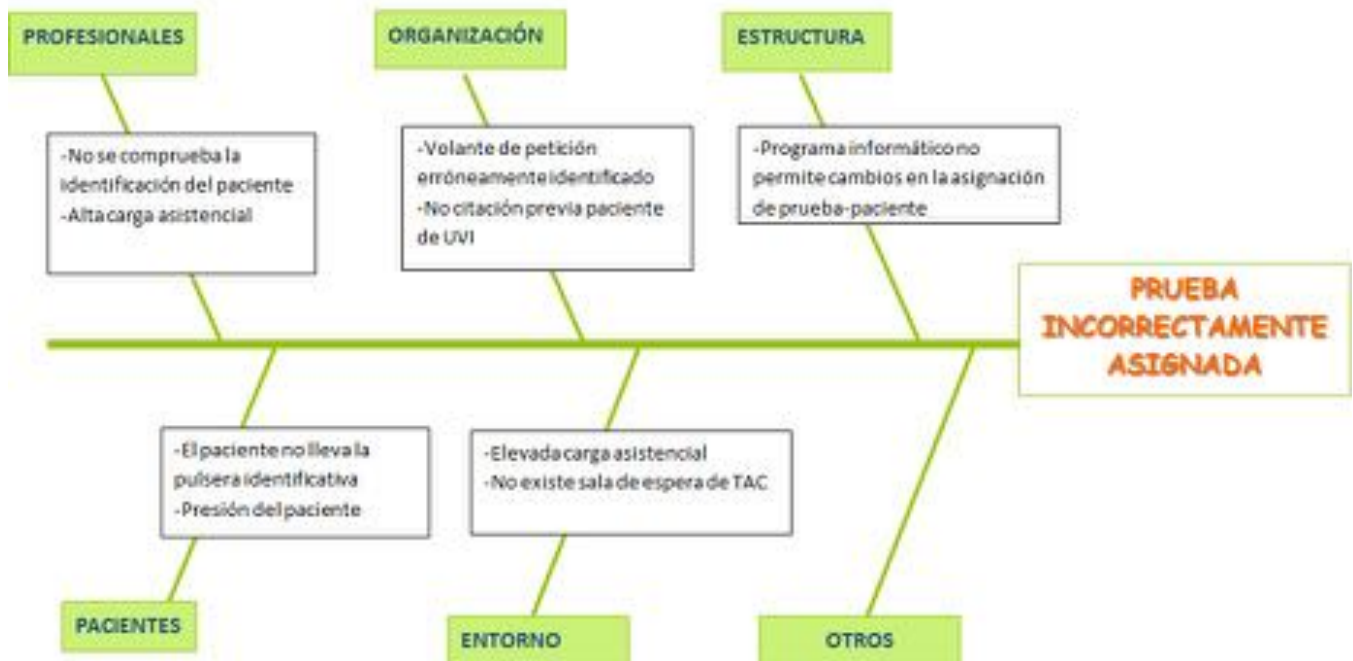 PROFESIONALES
ORGANIZACIÓN
ESTRUCTURA
-No se comprueba la
identificación del paciente
-Alta carga asistencial
-Volante de petición
erróneamente identificado
-No citación previa paciente
de UVI
-Programa informático no
permite cambios en la asignación
de prueba-paciente
PRUEBA
INCORRECTAMENTE
ASIGNADA
-El paciente no lleva la
pulsera identificativa
-Presión del paciente
-Elevada carga asistencial
-No existe sala de espera de TAC
PACIENTES
ENTORNO
OTROS